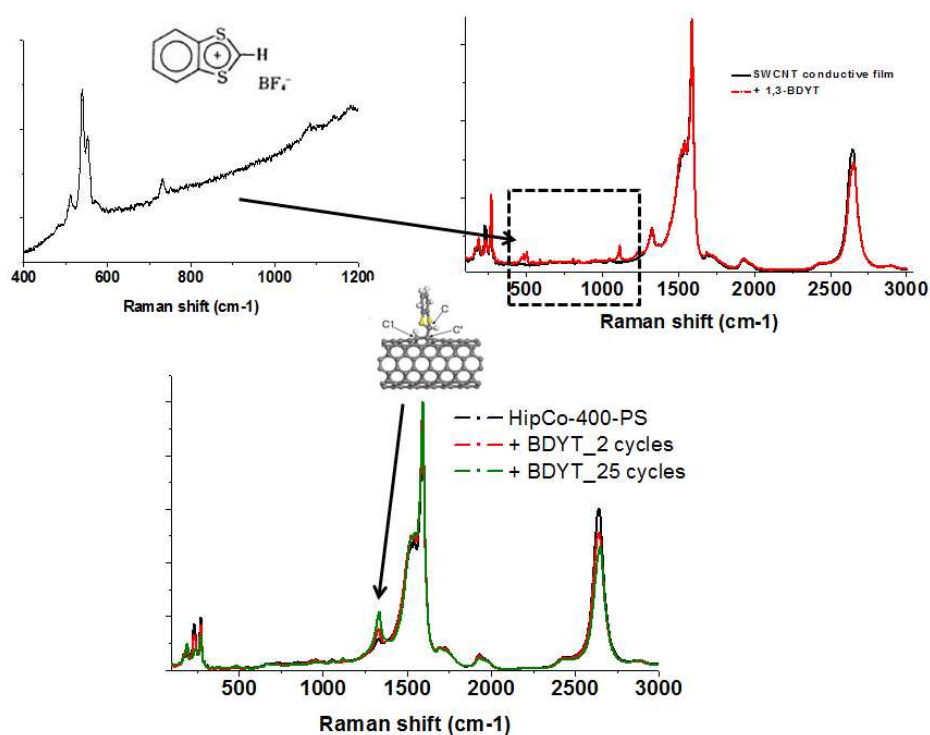 S
+
S
H
BF₄⁻
400
600
800
1000
1200
Raman shift (cm-1)
SWCNT conductive film
+ 1,3-BDYT
500
1000
1500
2000
2500
3000
Raman shift (cm-1)
C1
C
C*
HipCo-400-PS
+ BDYT_2 cycles
+ BDYT_25 cycles
500
1000
1500
2000
2500
3000
Raman shift (cm-1)